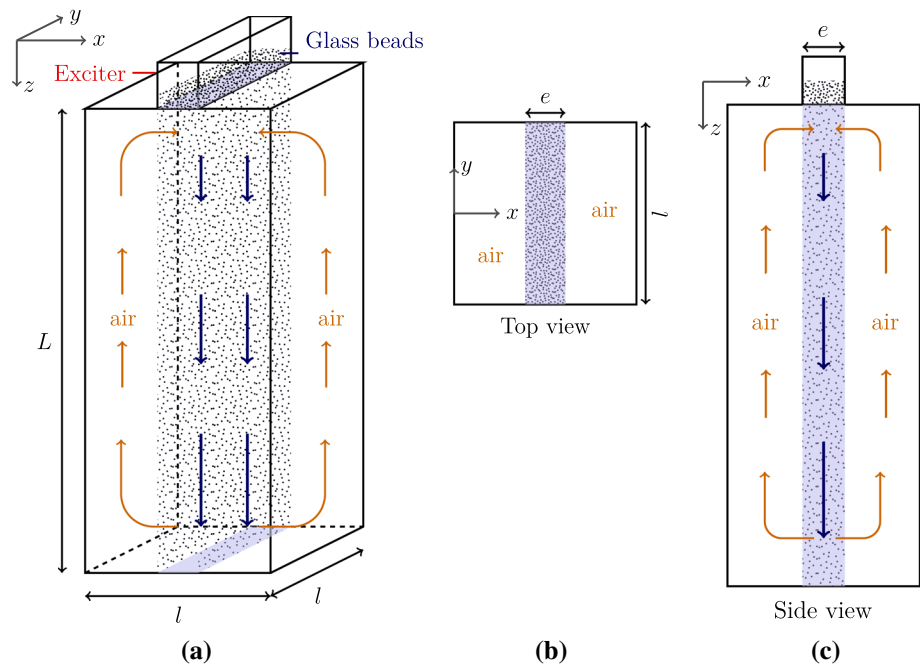 y
x
z
Exciter
Glass beads
L
air
air
l
l
(a)
e
y
x
air
air
l
Top view
(b)
e
x
z
air
air
Side view
(c)